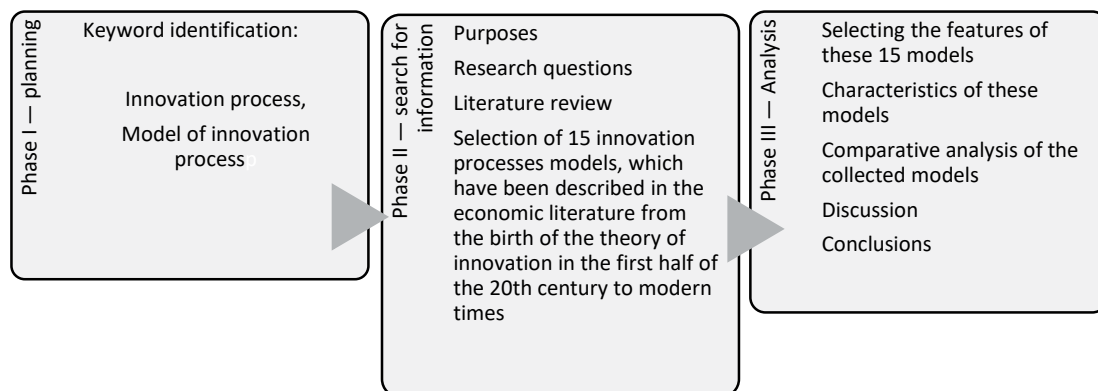 Phase I — planning
Keyword identification:
Innovation process,
Model of innovation
process
Phase II — search for
information
Purposes
Research questions
Literature review
Selection of 15 innovation
processes models, which
have been described in the
economic literature from
the birth of the theory of
innovation in the first half of
the 20th century to modern
times
Phase III — Analysis
Selecting the features of
these 15 models
Characteristics of these
models
Comparative analysis of the
collected models
Discussion
Conclusions